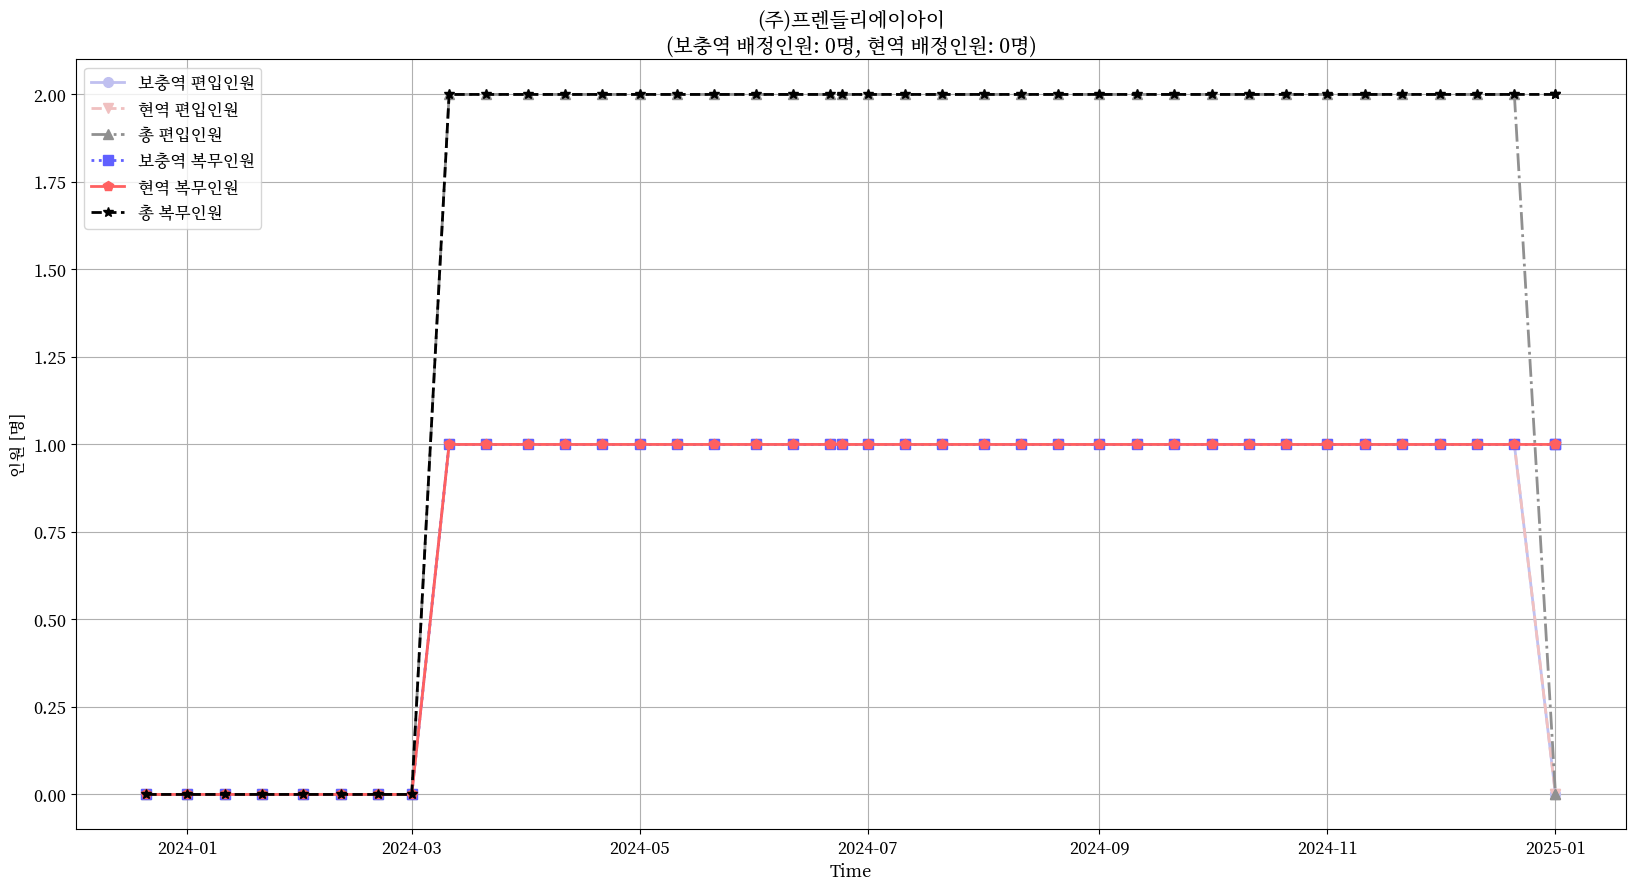 (주)프렌들리에이아이
(보충역 배정인원: 0명, 현역 배정인원: 0명)
보충역 편입인원
현역 편입인원
총 편입인원
보충역 복무인원
현역 복무인원
총 복무인원
2.00
1.75
1.50
1.25
1.00
0.75
0.50
0.25
0.00
인원 [명]
2024-01
2024-03
2024-05
2024-07
2024-09
2024-11
2025-01
Time